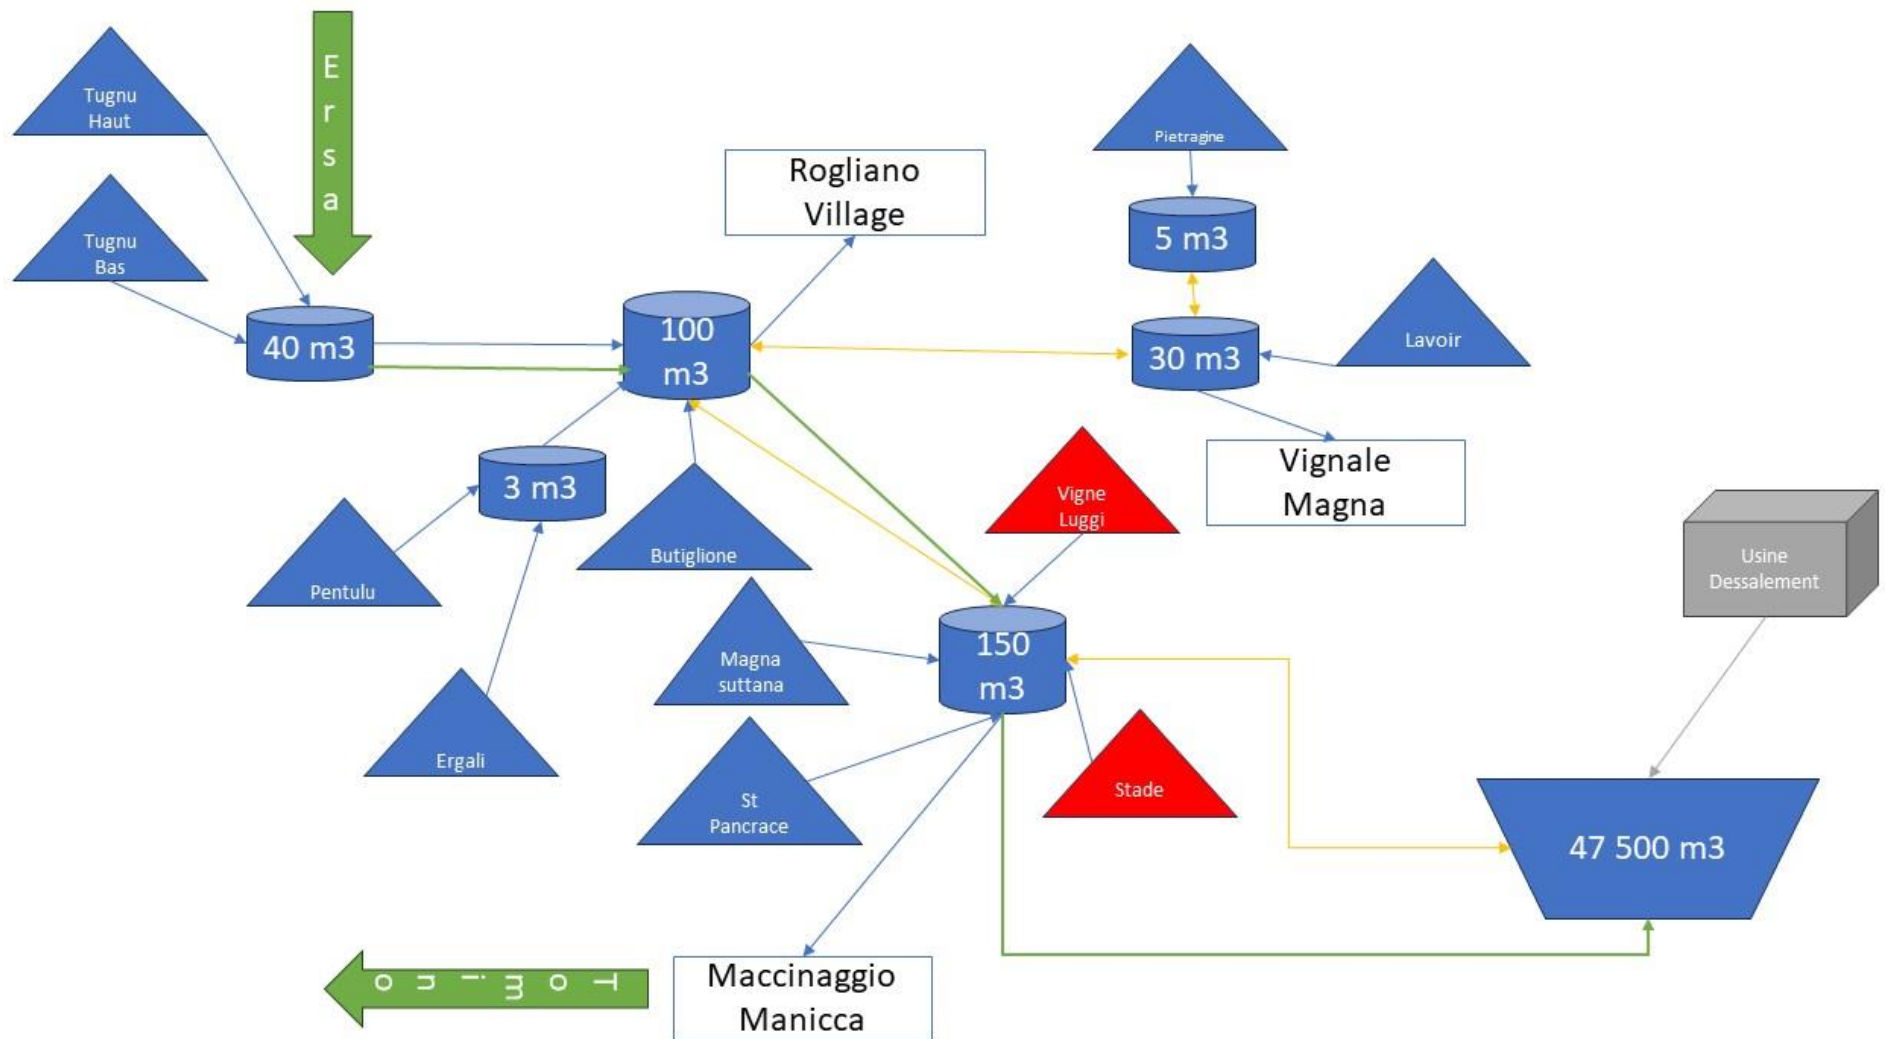 Tugnu
Haut
E
r
s
a
Tugnu
Bas
40 m3
100
m3
Rogliano
Village
Pietragine
5 m3
30 m3
Lavoir
Vignale
Magna
3 m3
Pentulu
Butiglione
Ergali
Vigne
Luggi
Magna
suttana
150
m3
St
Pancrace
Stade
Usine
Dessalement
47 500 m3
Tomino
Maccinaggio
Manicca